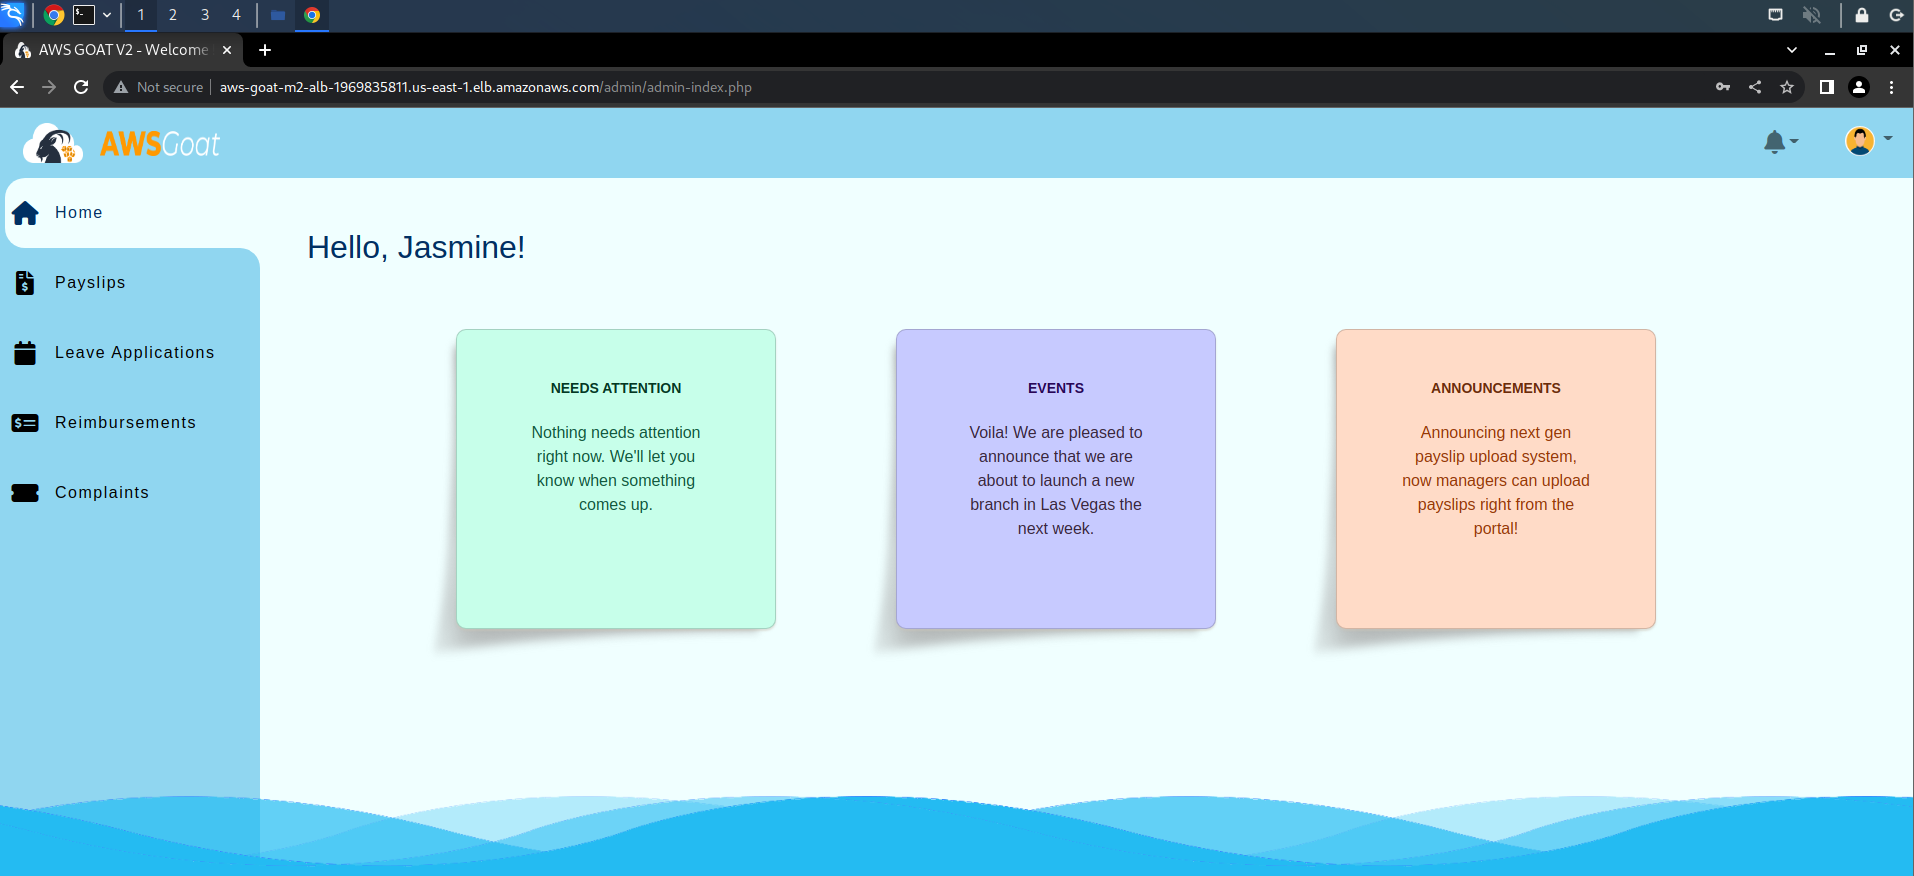 1 2 3 4
AWS GOAT V2 - Welcome
Not secure aws-goat-m2-alb-1969835811.us-east-1.elb.amazonaws.com/admin/admin-index.php
AWSGoat
Home
Hello, Jasmine!
Payslips
Leave Applications
Reimbursements
Complaints
NEEDS ATTENTION
Nothing needs attention
right now. We'll let you
know when something
comes up.
EVENTS
Voila! We are pleased to
announce that we are
about to launch a new
branch in Las Vegas the
next week.
ANNOUNCEMENTS
Announcing next gen
payslip upload system,
now managers can upload
payslips right from the
portal!